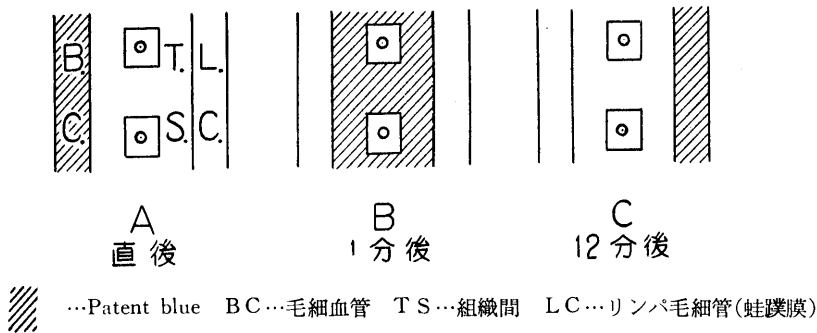 B. T. L.
C. S. C.
A B C
直後 1分後 12分後
…Patent blue BC…毛細血管 TS…組織間 LC…リンパ毛細管(蛙蹼膜)